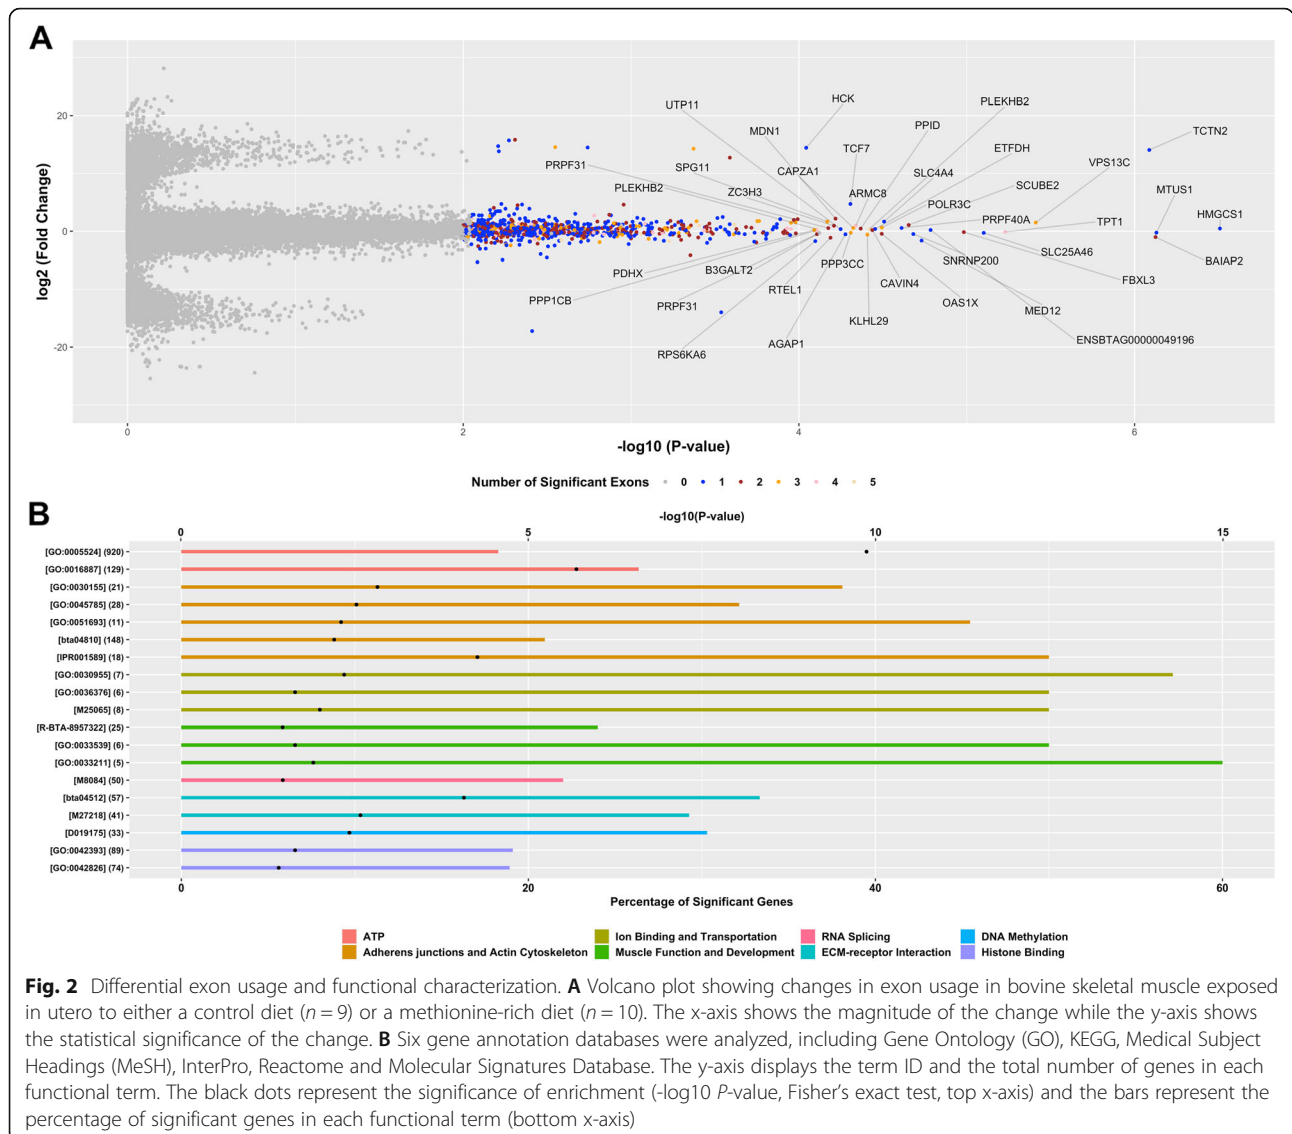 A
log2 (Fold Change)
20
0
-20
UTP11
HCK
PLEKHB2
MDN1
PPID
TCTN2
TCF7
ETFDH
PRPF31
SPG11
CAPZA1
VPS13C
SLC4A4
PLEKHB2
ZC3H3
ARMC8
SCUBE2
MTUS1
POLR3C
PRPF40A
TPT1
HMGCS1
PDHX
B3GALT2
PPP3CC
SNRNP200
SLC25A46
BAIAP2
PPP1CB
PRPF31
RTEL1
CAVIN4
FBXL3
OAS1X
MED12
KLHL29
RPS6KA6
AGAP1
ENSBTAG00000049196
0 2 4 6
-log10 (P-value)
Number of Significant Exons 0 1 2 3 4 5
B
-log10(P-value)
0 5 10 15
[GO:0005524] (920)
[GO:0016887] (129)
[GO:0030155] (21)
[GO:0045785] (28)
[GO:0051693] (11)
[bta04810] (148)
[IPR001589] (18)
[GO:0030955] (7)
[GO:0036376] (6)
[M25065] (8)
[R-BTA-8957322] (25)
[GO:0033539] (6)
[GO:0033211] (5)
[M8084] (50)
[bta04512] (57)
[M27218] (41)
[D019175] (33)
[GO:0042393] (89)
[GO:0042826] (74)
0 20 40 60
Percentage of Significant Genes
ATP Ion Binding and Transportation RNA Splicing DNA Methylation
Adherens junctions and Actin Cytoskeleton Muscle Function and Development ECM-receptor Interaction Histone Binding
Fig. 2 Differential exon usage and functional characterization. A Volcano plot showing changes in exon usage in bovine skeletal muscle exposed
in utero to either a control diet (n = 9) or a methionine-rich diet (n = 10). The x-axis shows the magnitude of the change while the y-axis shows
the statistical significance of the change. B Six gene annotation databases were analyzed, including Gene Ontology (GO), KEGG, Medical Subject
Headings (MeSH), InterPro, Reactome and Molecular Signatures Database. The y-axis displays the term ID and the total number of genes in each
functional term. The black dots represent the significance of enrichment (-log10 P-value, Fisher's exact test, top x-axis) and the bars represent the
percentage of significant genes in each functional term (bottom x-axis)